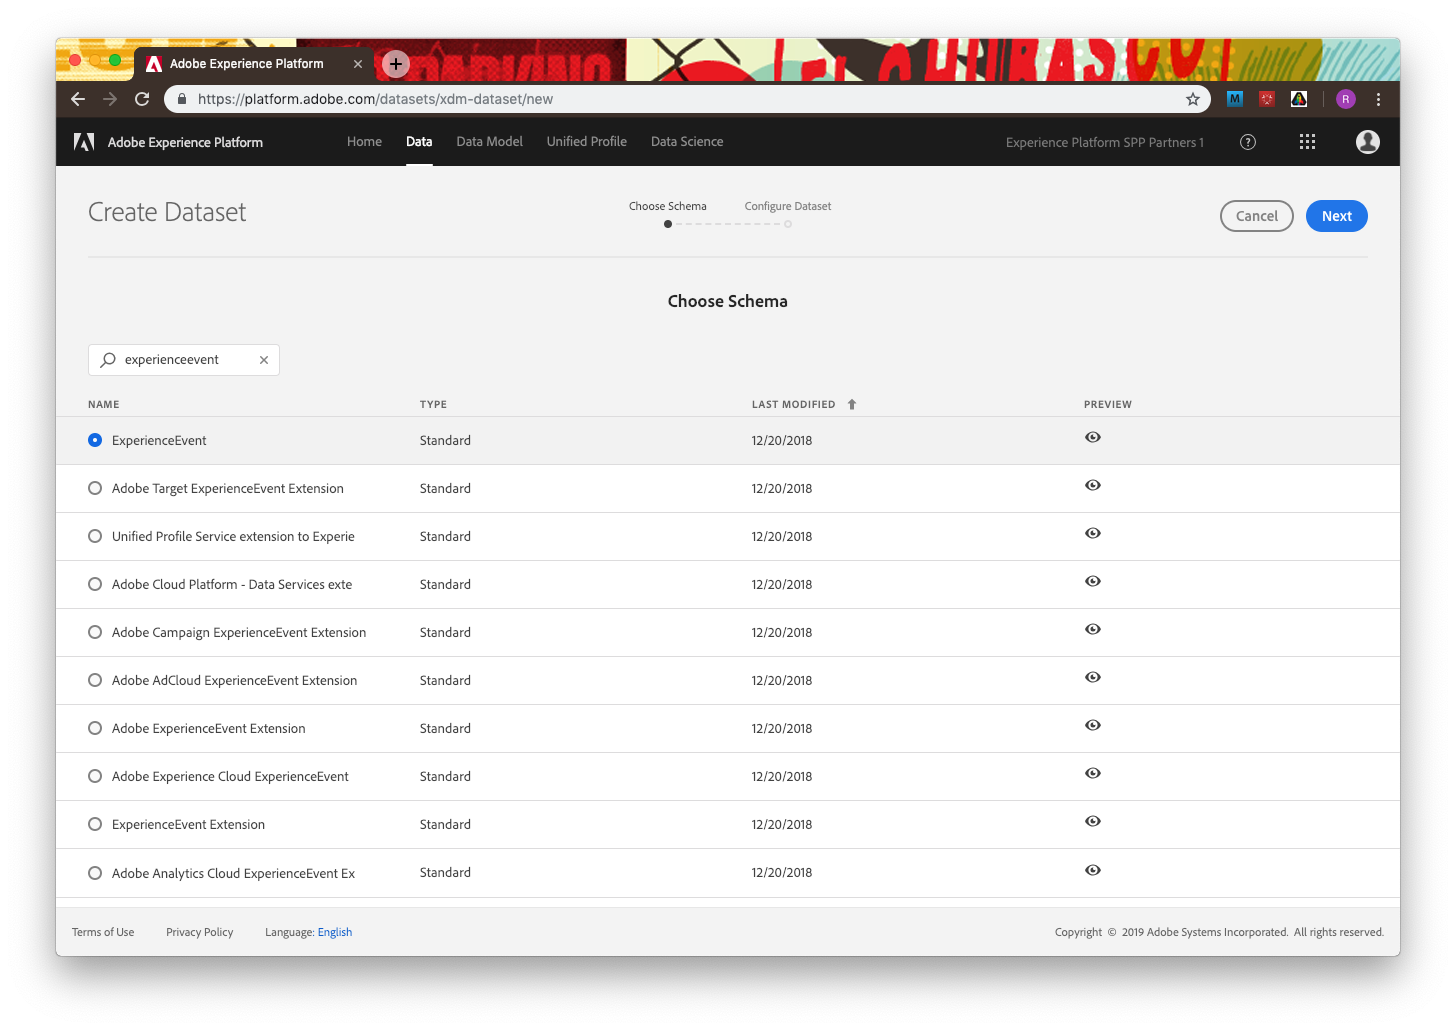 Adobe Experience Platform
https://platform.adobe.com/datasets/xdm-dataset/new
M
R
Adobe Experience Platform
Home Data Data Model Unified Profile Data Science
Experience Platform SPP Partners 1
?
Create Dataset
Choose Schema Configure Dataset
Cancel Next
Choose Schema
experienceevent
NAME TYPE LAST MODIFIED PREVIEW
ExperienceEvent Standard 12/20/2018
Adobe Target ExperienceEvent Extension Standard 12/20/2018
Unified Profile Service extension to Experie Standard 12/20/2018
Adobe Cloud Platform - Data Services exte Standard 12/20/2018
Adobe Campaign ExperienceEvent Extension Standard 12/20/2018
Adobe AdCloud ExperienceEvent Extension Standard 12/20/2018
Adobe ExperienceEvent Extension Standard 12/20/2018
Adobe Experience Cloud ExperienceEvent Standard 12/20/2018
ExperienceEvent Extension Standard 12/20/2018
Adobe Analytics Cloud ExperienceEvent Ex Standard 12/20/2018
Terms of Use Privacy Policy Language: English Copyright © 2019 Adobe Systems Incorporated. All rights reserved.